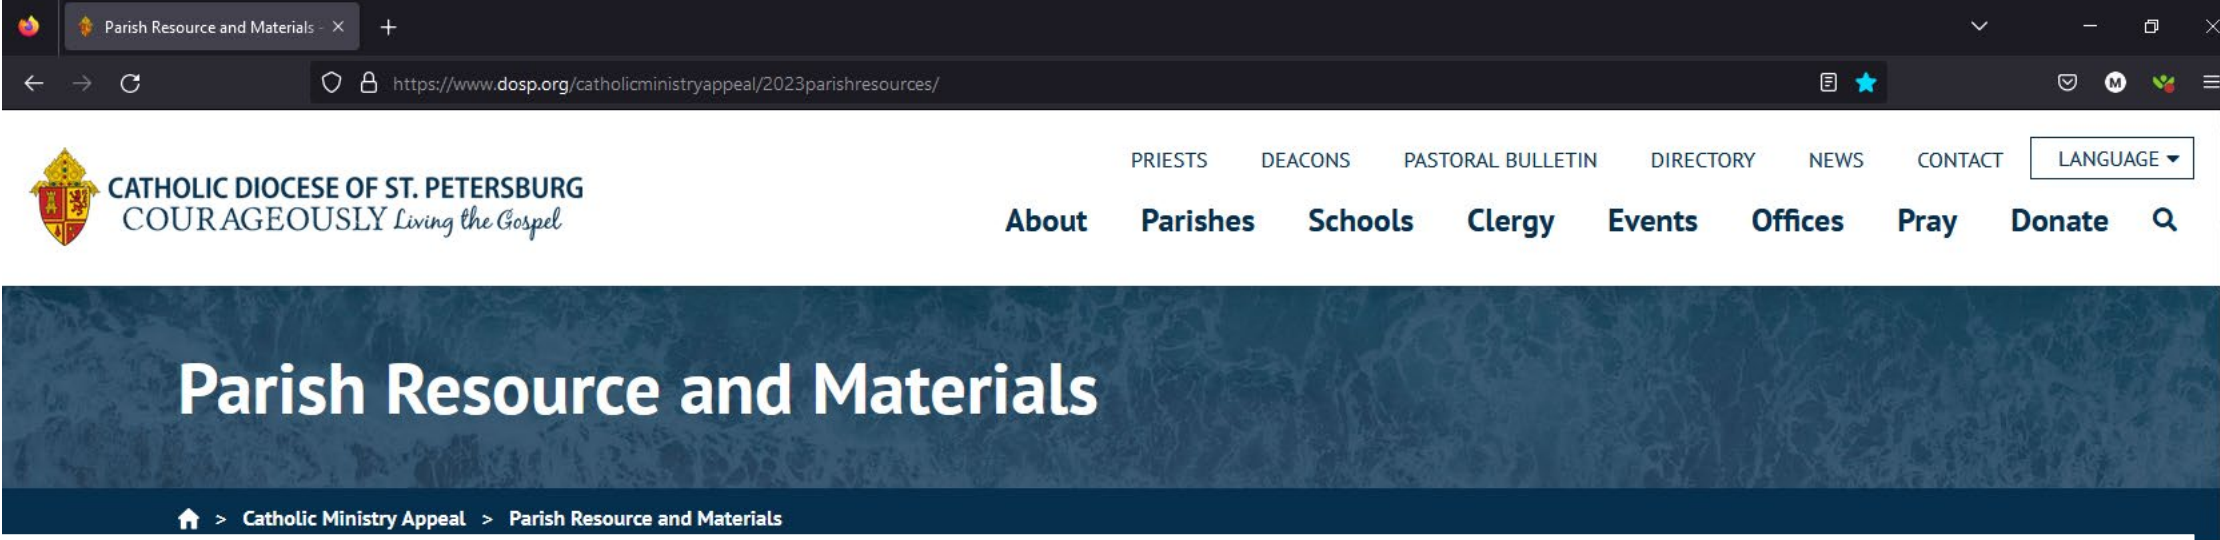 Parish Resource and Materials -
https://www.dosp.org/catholicministryappeal/2023parishresources/
M
PRIESTS DEACONS PASTORAL BULLETIN DIRECTORY NEWS CONTACT LANGUAGE
CATHOLIC DIOCESE OF ST. PETERSBURG
COURAGEOUSLY Living the Gospel
About Parishes Schools Clergy Events Offices Pray Donate
Parish Resource and Materials
> Catholic Ministry Appeal > Parish Resource and Materials